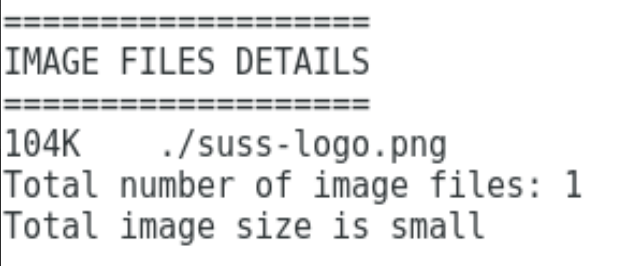 ===================
IMAGE FILES DETAILS
===================
104K    ./suss-logo.png
Total number of image files: 1
Total image size is small